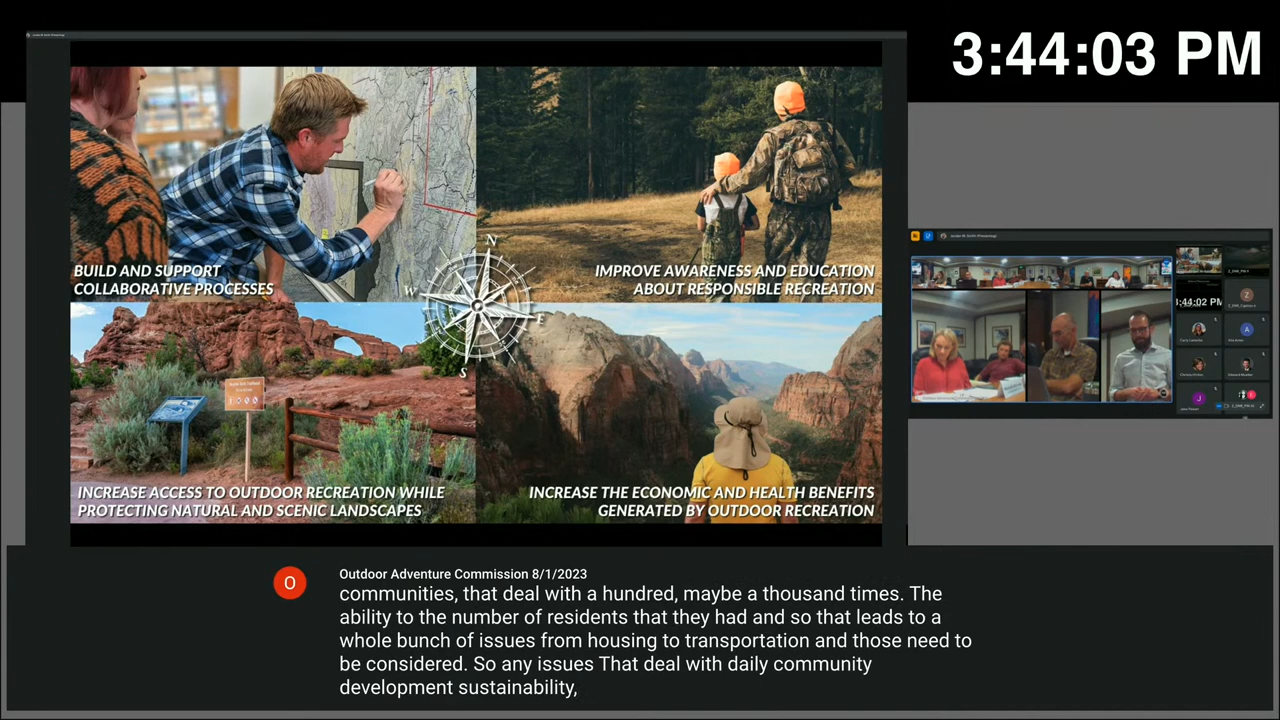 3:44:03 PM
BUILD AND SUPPORT
COLLABORATIVE PROCESSES
IMPROVE AWARENESS AND EDUCATION
ABOUT RESPONSIBLE RECREATION
N
W
E
S
INCREASE ACCESS TO OUTDOOR RECREATION WHILE
PROTECTING NATURAL AND SCENIC LANDSCAPES
INCREASE THE ECONOMIC AND HEALTH BENEFITS
GENERATED BY OUTDOOR RECREATION
3:44:02 PM
Z
A
J
O
Outdoor Adventure Commission 8/1/2023
communities, that deal with a hundred, maybe a thousand times. The
ability to the number of residents that they had and so that leads to a
whole bunch of issues from housing to transportation and those need to
be considered. So any issues That deal with daily community
development sustainability,